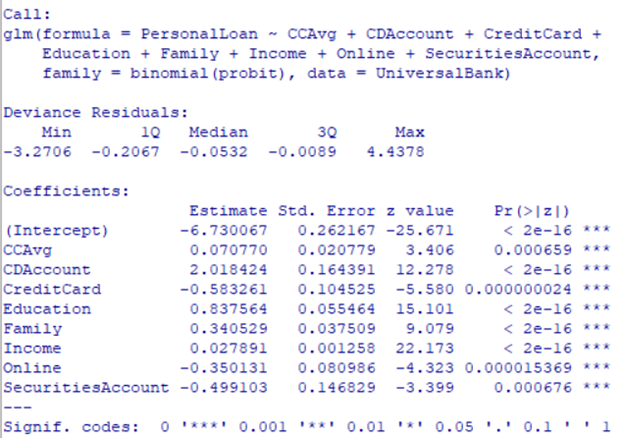 Call:
glm(formula = PersonalLoan ~ CCAvg + CDAccount + CreditCard +
    Education + Family + Income + Online + SecuritiesAccount,
    family = binomial(probit), data = UniversalBank)

Deviance Residuals:
    Min       1Q   Median       3Q      Max
-3.2706  -0.2067  -0.0532  -0.0089   4.4378

Coefficients:
                   Estimate Std. Error z value    Pr(>|z|)
(Intercept)       -6.730067   0.262167 -25.671     < 2e-16 ***
CCAvg              0.070770   0.020779   3.406    0.000659 ***
CDAccount          2.018424   0.164391  12.278     < 2e-16 ***
CreditCard        -0.583261   0.104525  -5.580 0.000000024 ***
Education          0.837564   0.055464  15.101     < 2e-16 ***
Family             0.340529   0.037509   9.079     < 2e-16 ***
Income             0.027891   0.001258  22.173     < 2e-16 ***
Online            -0.350131   0.080986  -4.323 0.000015369 ***
SecuritiesAccount -0.499103   0.146829  -3.399    0.000676 ***
---
Signif. codes:  0 '***' 0.001 '**' 0.01 '*' 0.05 '.' 0.1 ' ' 1